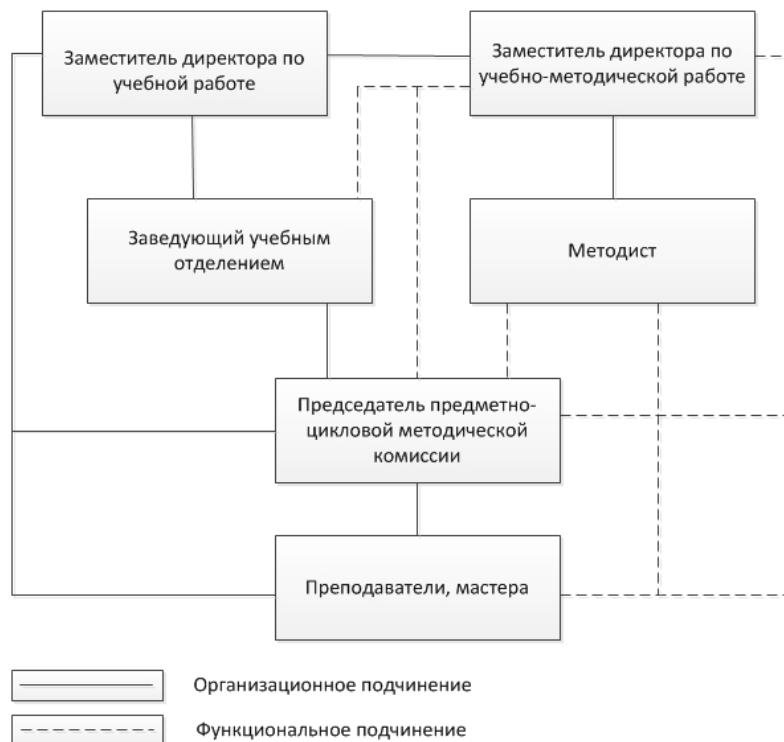 Заместитель директора по
учебной работе
Заместитель директора по
учебно-методической работе
Заведующий учебным
отделением
Методист
Председатель предметно-
цикловой методической
комиссии
Преподаватели, мастера
Организационное подчинение
Функциональное подчинение